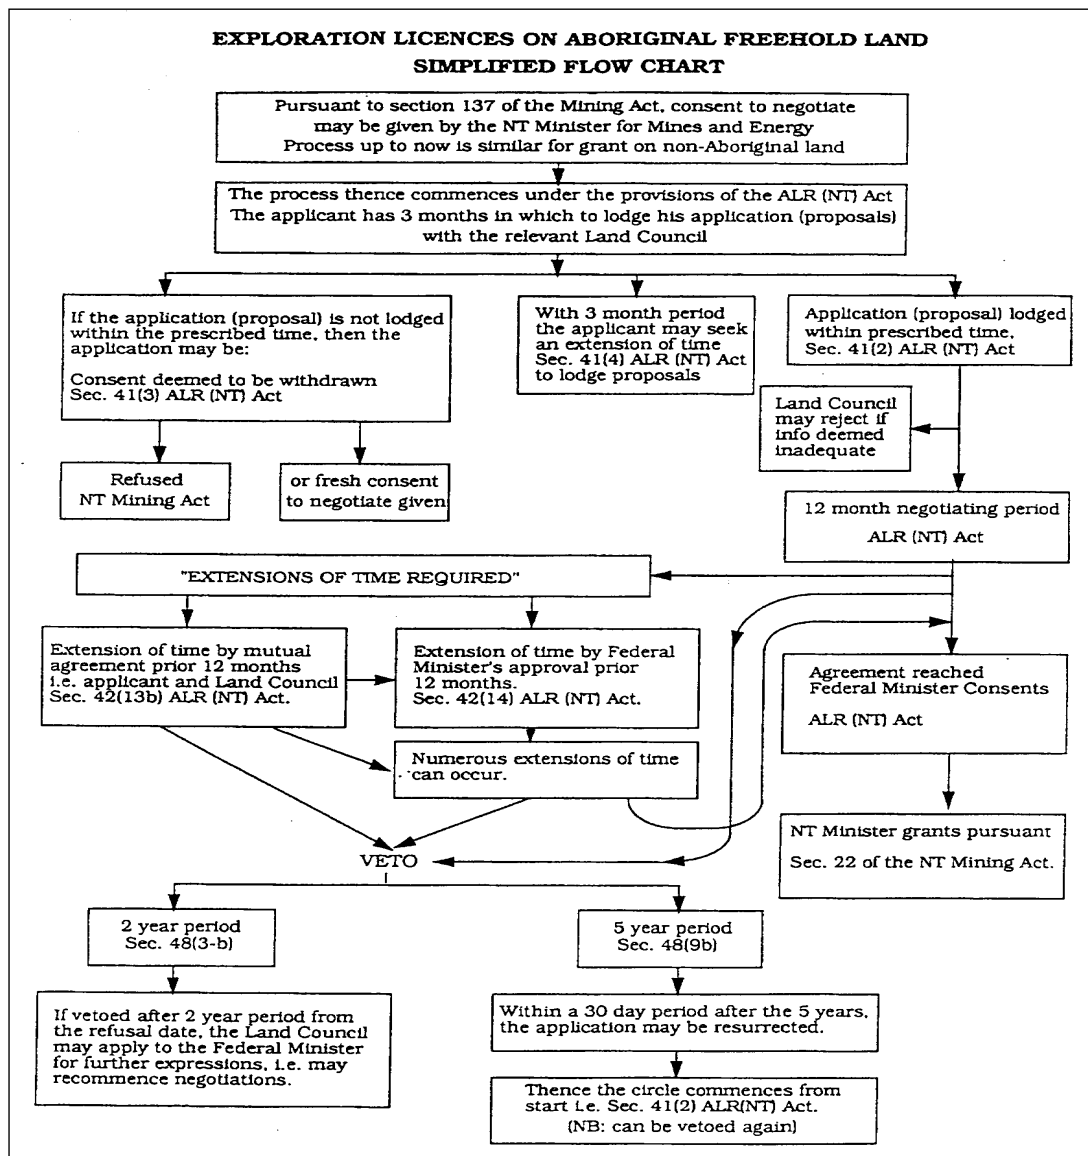 EXPLORATION LICENCES ON ABORIGINAL FREEHOLD LAND
SIMPLIFIED FLOW CHART
Pursuant to section 137 of the Mining Act, consent to negotiate
may be given by the NT Minister for Mines and Energy
Process up to now is similar for grant on non-Aboriginal land
The process thence commences under the provisions of the ALR (NT) Act
The applicant has 3 months in which to lodge his application (proposals)
with the relevant Land Council
If the application (proposal) is not lodged
within the prescribed time, then the
application may be:
Consent deemed to be withdrawn
Sec. 41(3) ALR (NT) Act
With 3 month period
the applicant may seek
an extension of time
Sec. 41(4) ALR (NT) Act
to lodge proposals
Application (proposal) lodged
within prescribed time,
Sec. 41(2) ALR (NT) Act
Land Council
may reject if
info deemed
inadequate
Refused
NT Mining Act
or fresh consent
to negotiate given
12 month negotiating period
ALR (NT) Act
"EXTENSIONS OF TIME REQUIRED"
Extension of time by mutual
agreement prior 12 months
i.e. applicant and Land Council
Sec. 42(13b) ALR (NT) Act.
Extension of time by Federal
Minister's approval prior
12 months.
Sec. 42(14) ALR (NT) Act.
Agreement reached
Federal Minister Consents
ALR (NT) Act
Numerous extensions of time
can occur.
NT Minister grants pursuant
Sec. 22 of the NT Mining Act.
VETO
2 year period
Sec. 48(3-b)
5 year period
Sec. 48(9b)
If vetoed after 2 year period from
the refusal date, the Land Council
may apply to the Federal Minister
for further expressions, i.e. may
recommence negotiations.
Within a 30 day period after the 5 years,
the application may be resurrected.
Thence the circle commences from
start i.e. Sec. 41(2) ALR(NT) Act.
(NB: can be vetoed again)